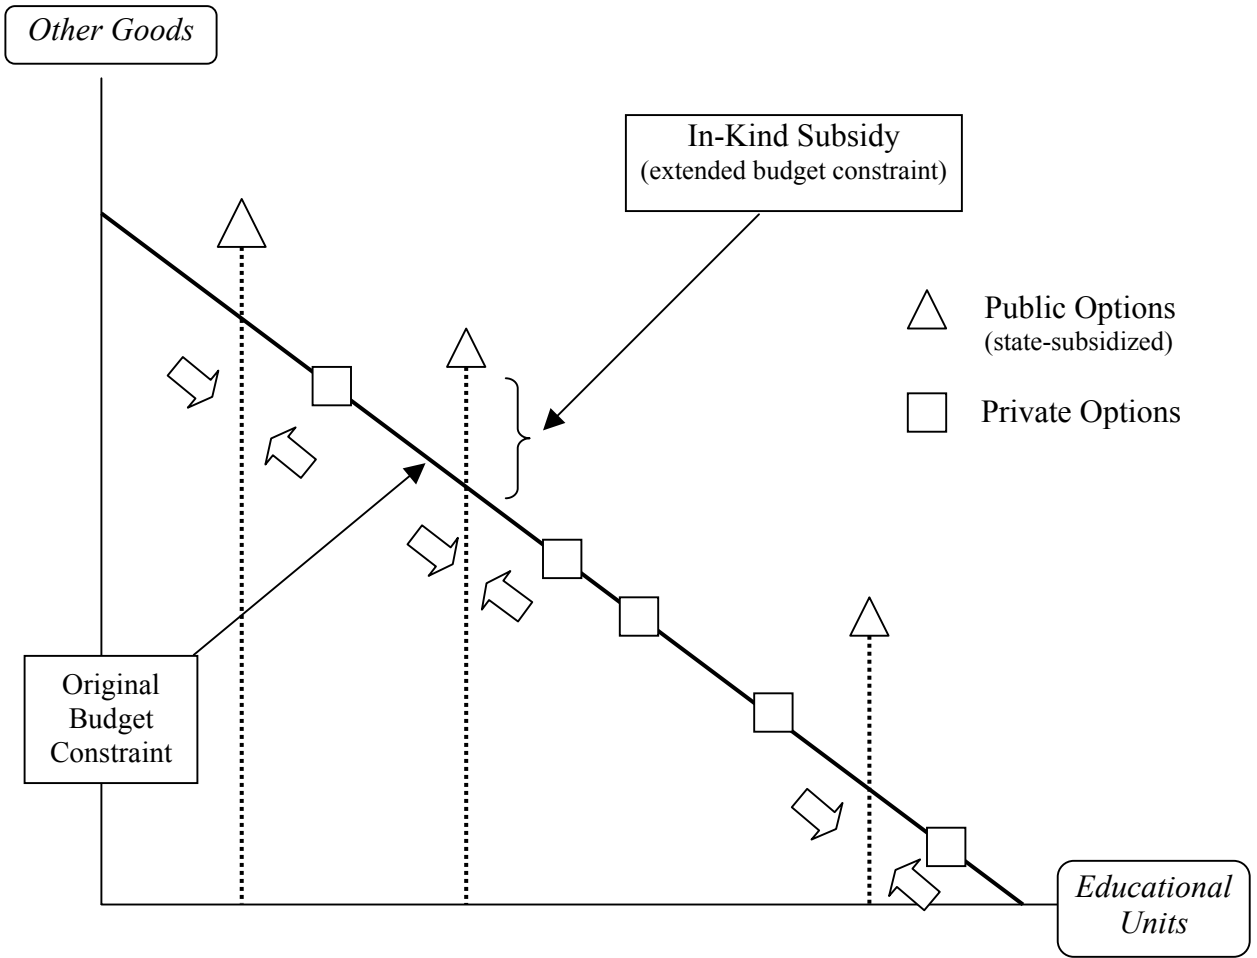 Other Goods
In-Kind Subsidy
(extended budget constraint)
Public Options
(state-subsidized)
Private Options
Original
Budget
Constraint
Educational
Units